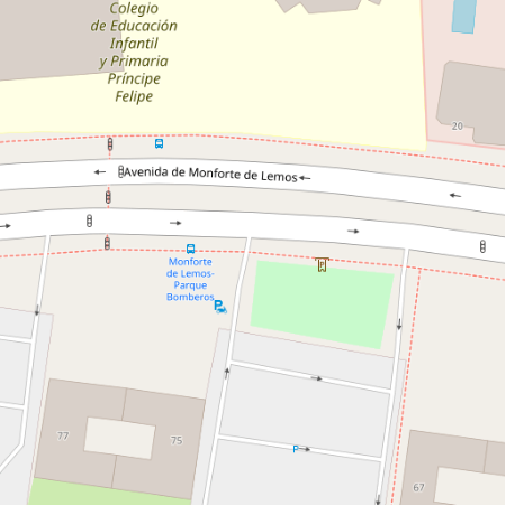 Colegio
de Educación
Infantil
y Primaria
Príncipe
Felipe
20
Avenida de Monforte de Lemos
Monforte
de Lemos-
Parque
Bomberos
P
P
P
77
75
67